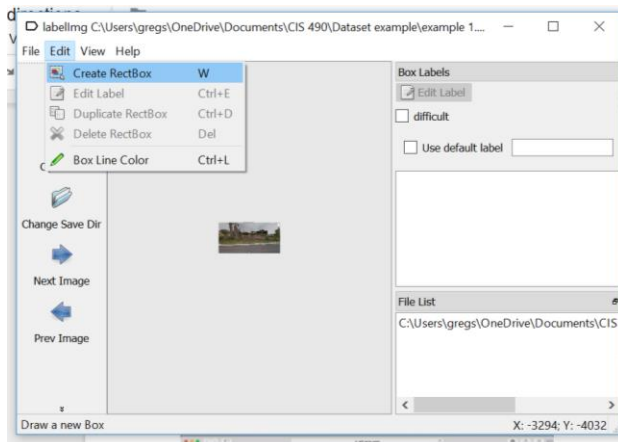 directions
labelImg C:\Users\gregs\OneDrive\Documents\CIS 490\Dataset example\example 1....
File Edit View Help
Create RectBox W
Edit Label Ctrl+E
Duplicate RectBox Ctrl+D
Delete RectBox Del
Box Line Color Ctrl+L
Change Save Dir
Next Image
Prev Image
Box Labels
Edit Label
difficult
Use default label
File List
C:\Users\gregs\OneDrive\Documents\CIS
Draw a new Box
X: -3294; Y: -4032